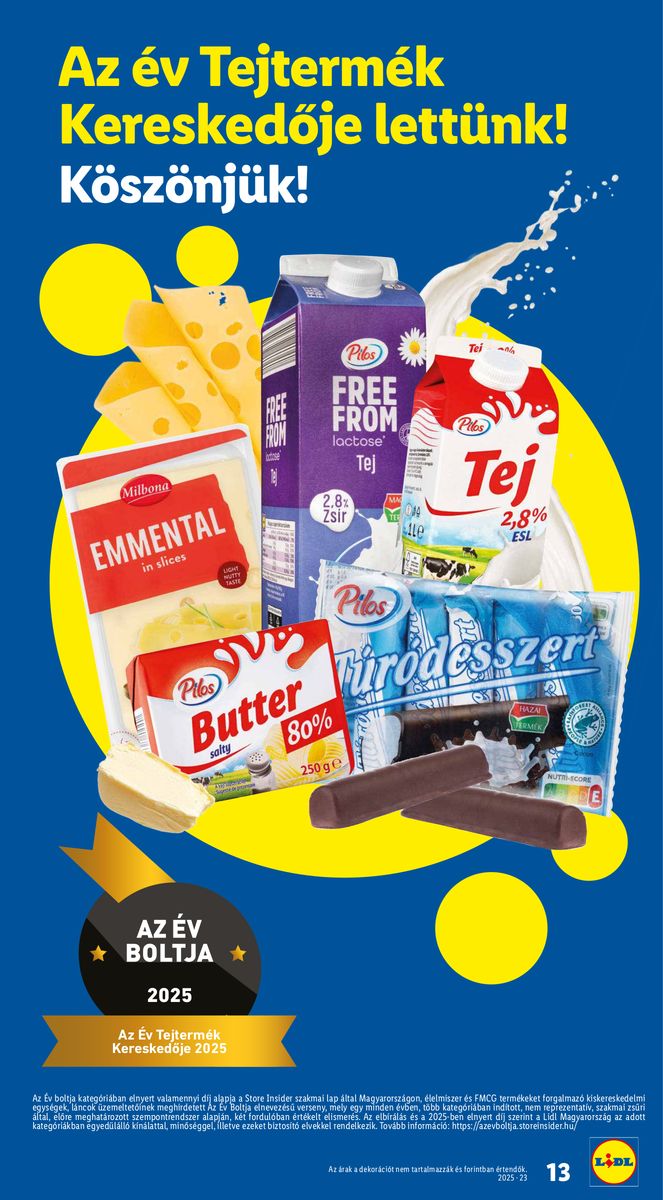 Az év Tejtermék
Kereskedője lettünk!
Köszönjük!
Pilos
FREE
FROM
lactose*
Tej
2,8%
Zsír
FREE
FROM
lactose*
Tej
Pilos
Tej
2,8%
ESL
1L
Milbona
EMMENTAL
in slices
LIGHT
NUTTY
TASTE
Pilos
Túródesszert
HAZAI
TERMÉK
NUTRI-SCORE
E
Pilos
Butter
salty
80%
250 g e
AZ ÉV
BOLTJA
2025
Az Év Tejtermék
Kereskedője 2025
Az Év boltja kategóriában elnyert valamennyi díj alapja a Store Insider szakmai lap által Magyarországon, élelmiszer és FMCG termékeket forgalmazó kiskereskedelmi
egységek, láncok üzemeltetőinek meghirdetett Az Év Boltja elnevezésű verseny, mely egy minden évben, több kategóriában indított, nem reprezentatív, szakmai zsűri
által, előre meghatározott szempontrendszer alapján, két fordulóban értékelt elismerés. Az elbírálás és a 2025-ben elnyert díj szerint a Lidl Magyarország az adott
kategóriákban egyedülálló kínálattal, minőséggel, illetve ezeket biztosító elvekkel rendelkezik. Tovább információ: https://azevboltja.storeinsider.hu/
Az árak a dekorációt nem tartalmazzák és forintban értendők.
2025 - 23
13
LIDL